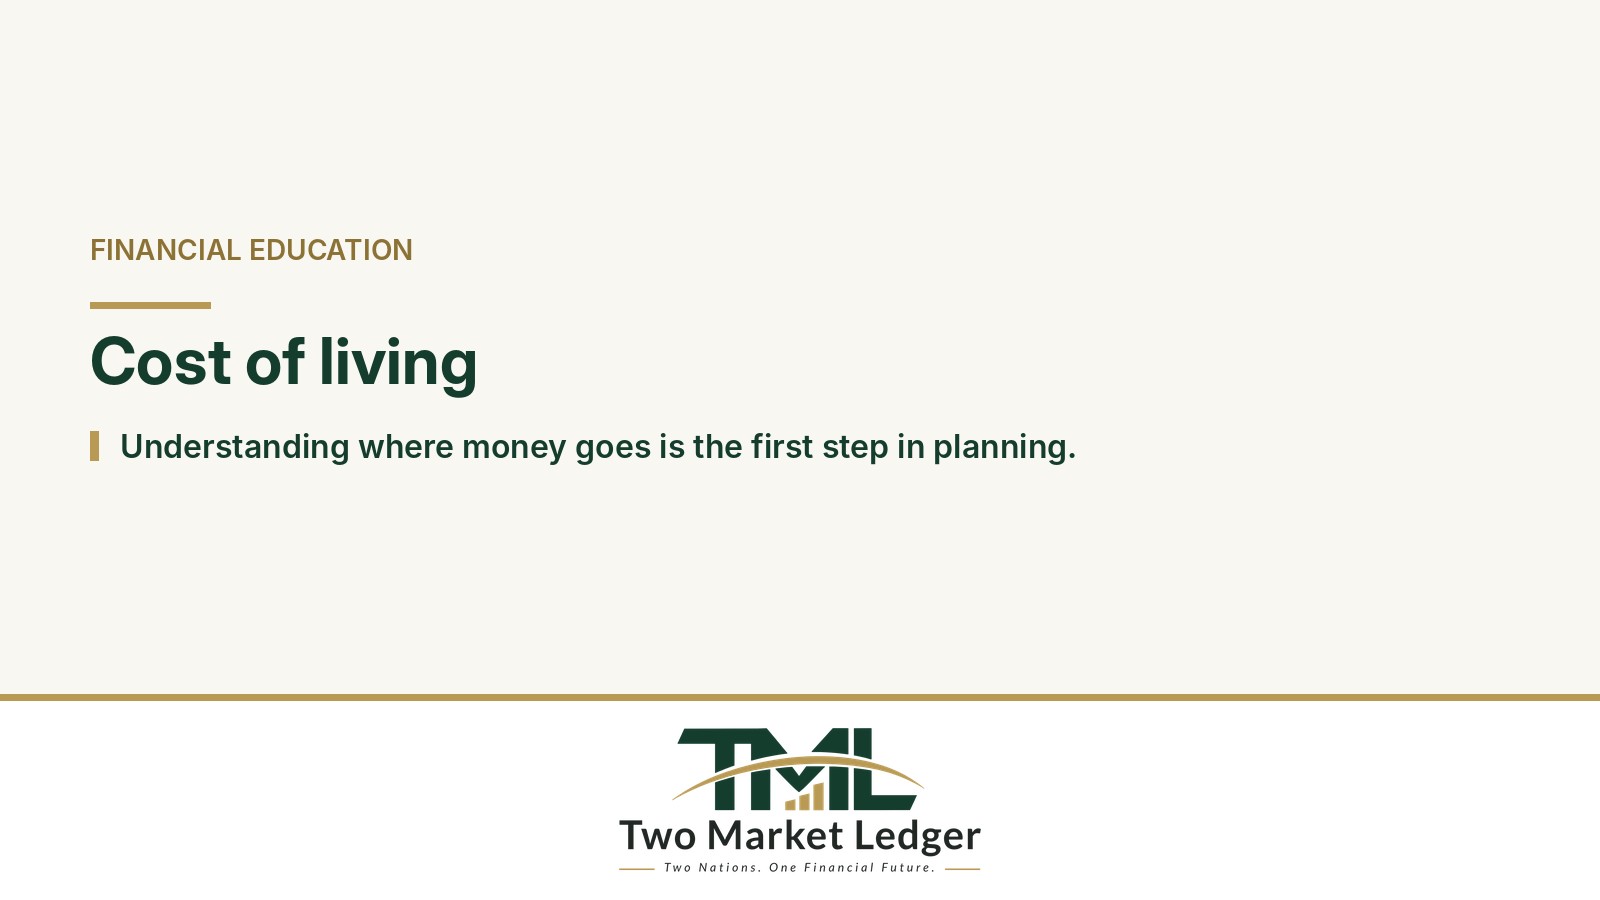 FINANCIAL EDUCATION
Cost of living
Understanding where money goes is the first step in planning.
TML
Two Market Ledger
Two Nations. One Financial Future.